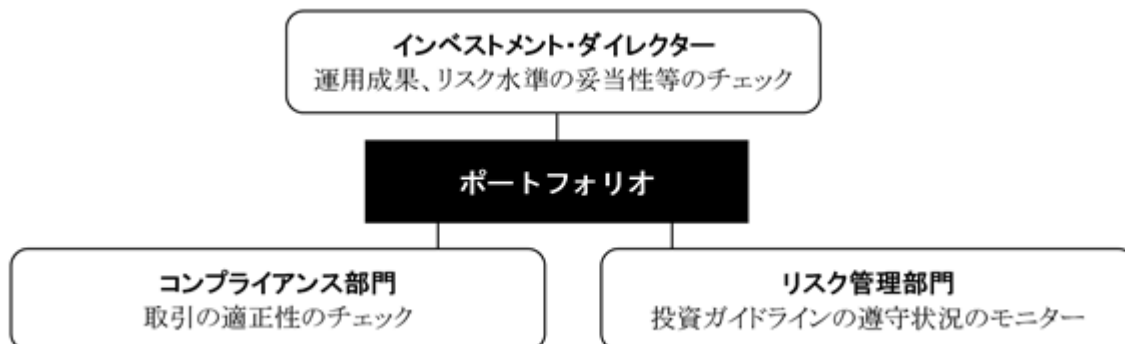 インベストメント・ダイレクター
運用成果、リスク水準の妥当性等のチェック
ポートフォリオ
コンプライアンス部門
取引の適正性のチェック
リスク管理部門
投資ガイドラインの遵守状況のモニター